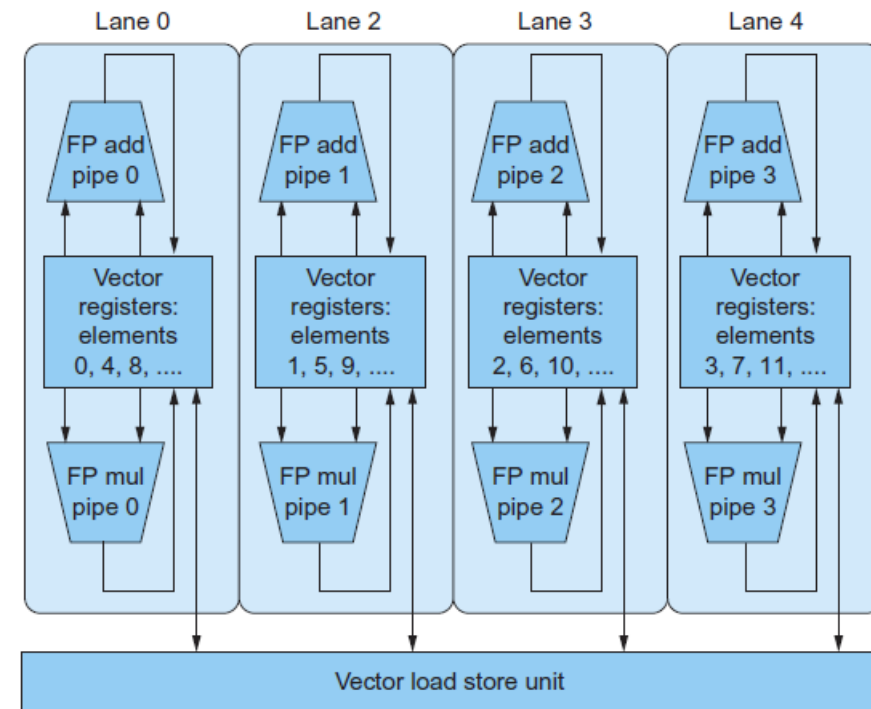 Lane 0
Lane 2
Lane 3
Lane 4
FP add
pipe 0
FP add
pipe 1
FP add
pipe 2
FP add
pipe 3
Vector
registers:
elements
0, 4, 8, ....
Vector
registers:
elements
1, 5, 9, ....
Vector
registers:
elements
2, 6, 10, ....
Vector
registers:
elements
3, 7, 11, ....
FP mul
pipe 0
FP mul
pipe 1
FP mul
pipe 2
FP mul
pipe 3
Vector load store unit